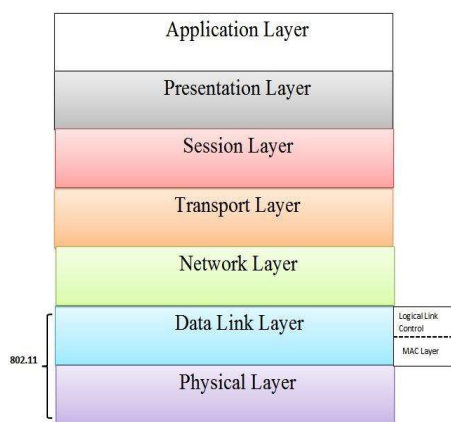 Application Layer
Presentation Layer
Session Layer
Transport Layer
Network Layer
Data Link Layer
Logical Link
Control
MAC Layer
802.11
Physical Layer